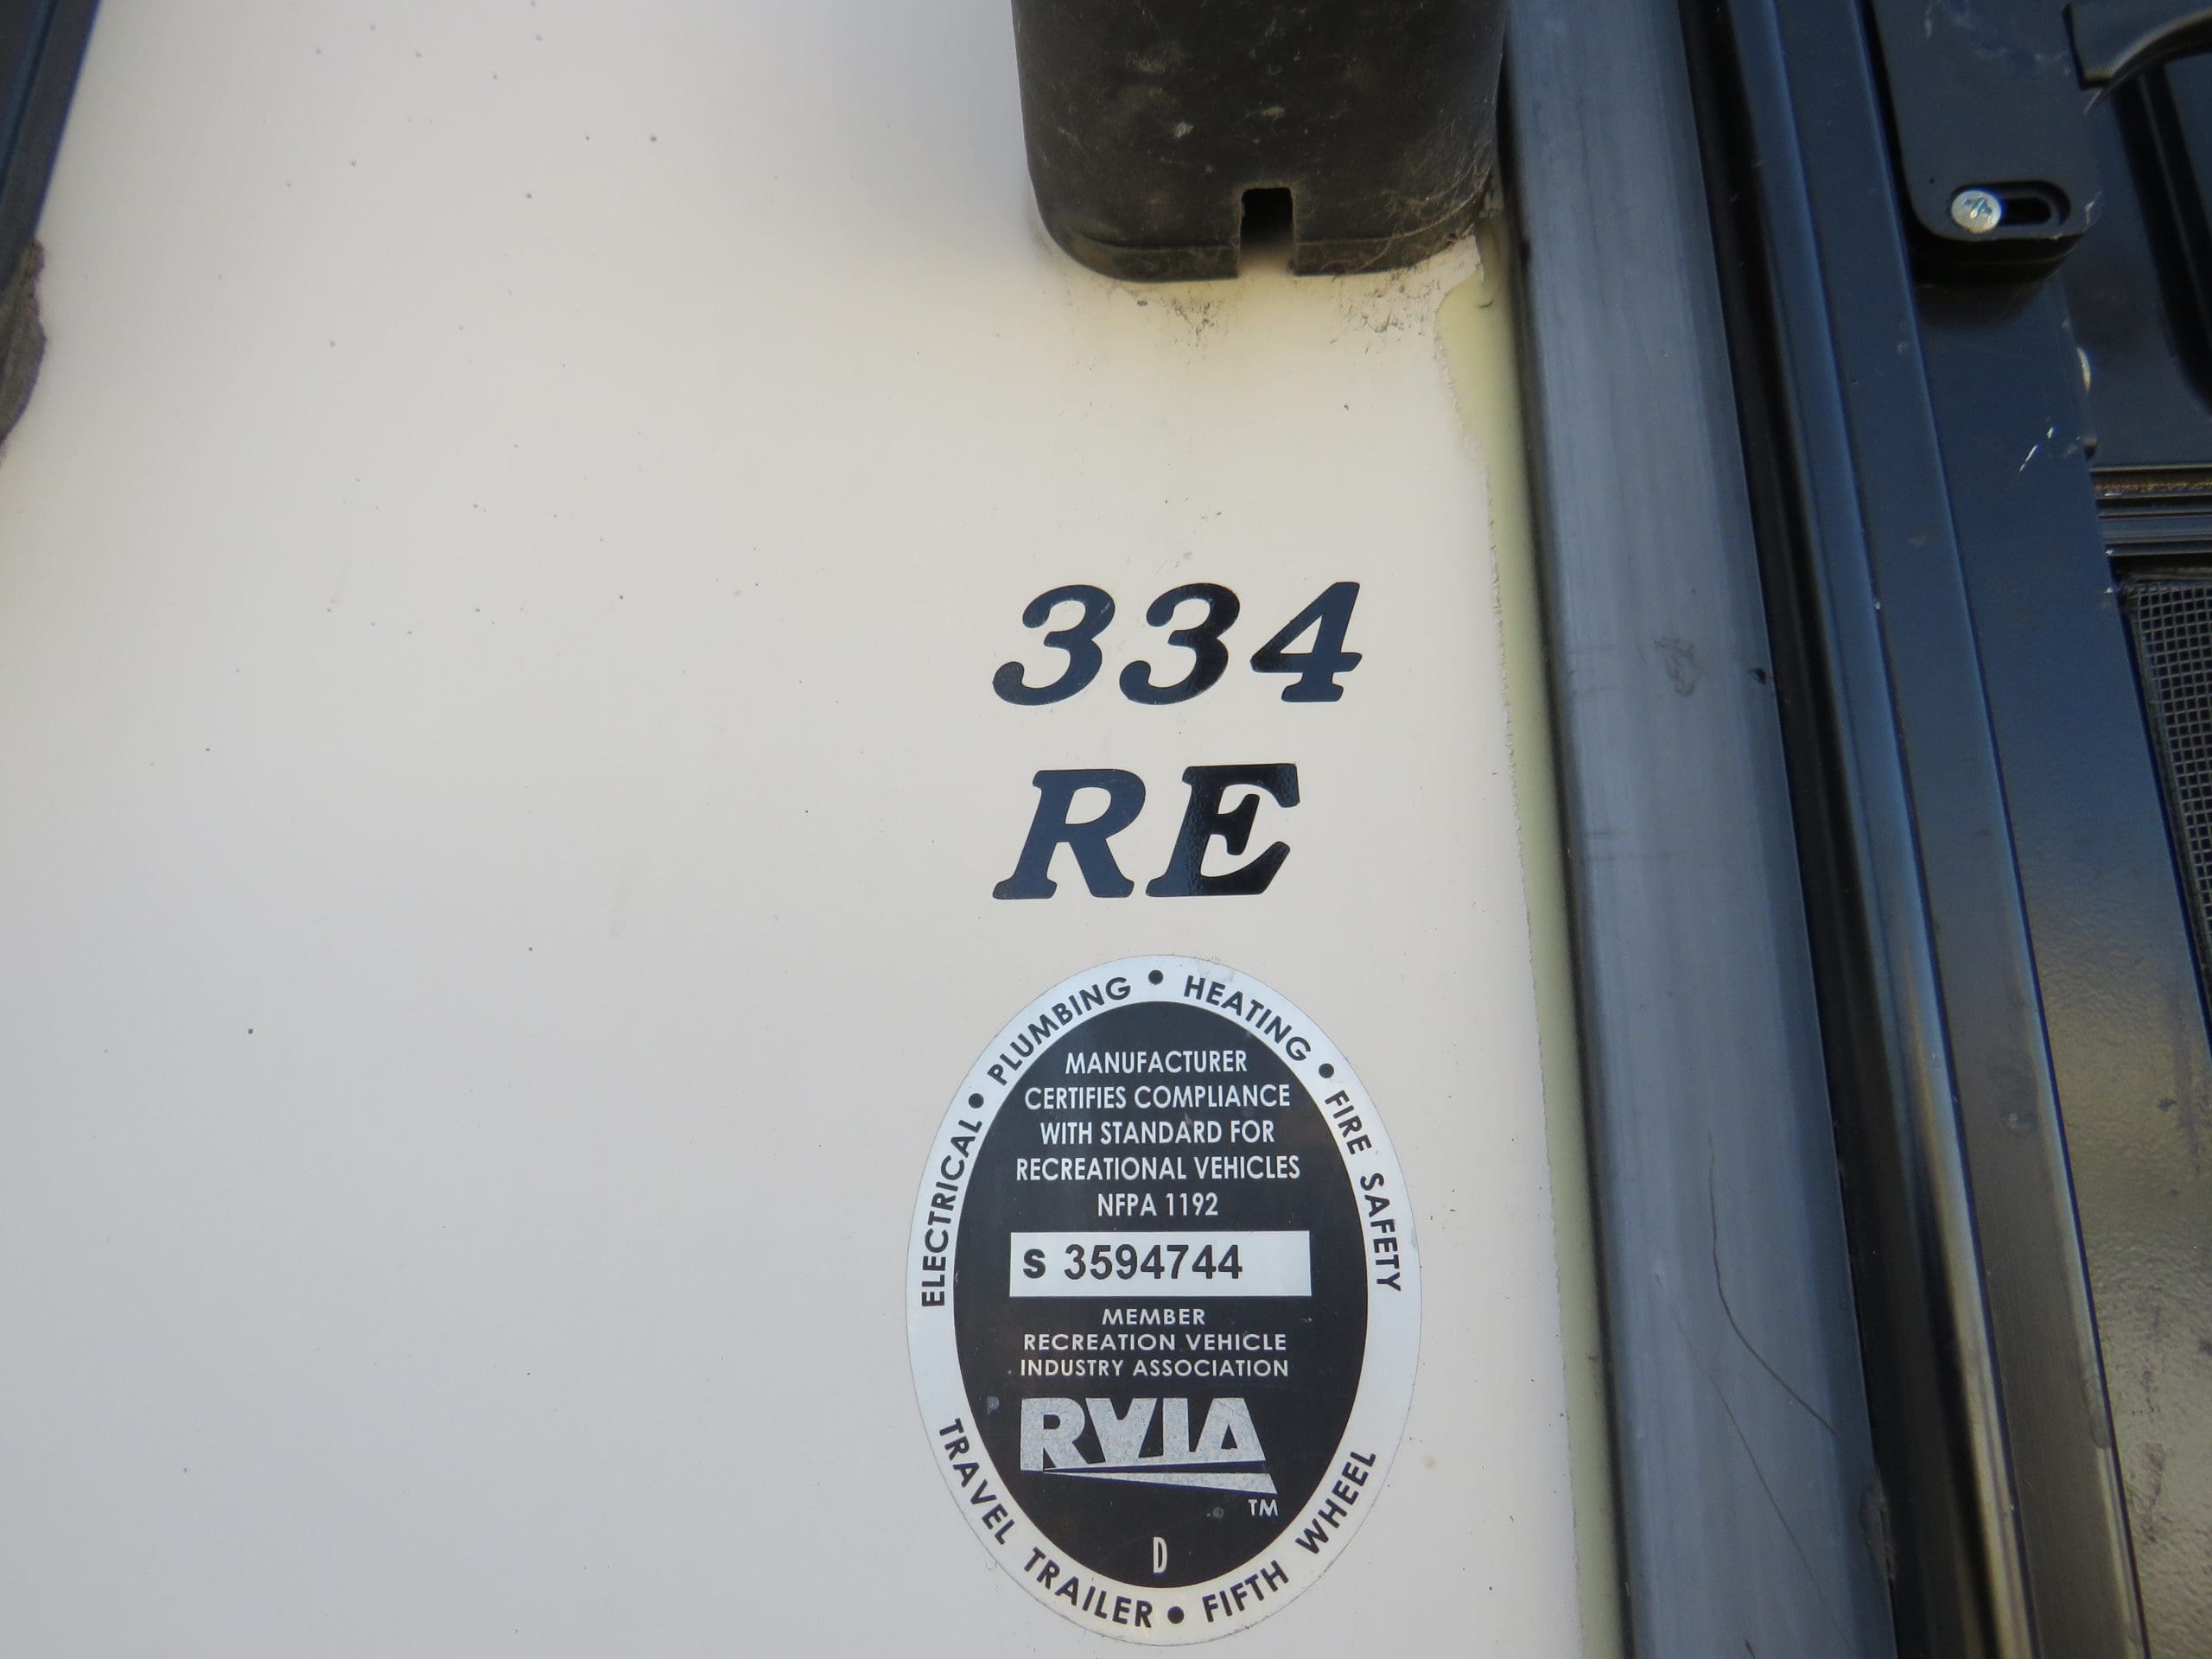 334
RE
ELECTRICAL • PLUMBING • HEATING • FIRE SAFETY
MANUFACTURER
CERTIFIES COMPLIANCE
WITH STANDARD FOR
RECREATIONAL VEHICLES
NFPA 1192
S 3594744
MEMBER
RECREATION VEHICLE
INDUSTRY ASSOCIATION
RVIA
TM
D
TRAVEL TRAILER • FIFTH WHEEL